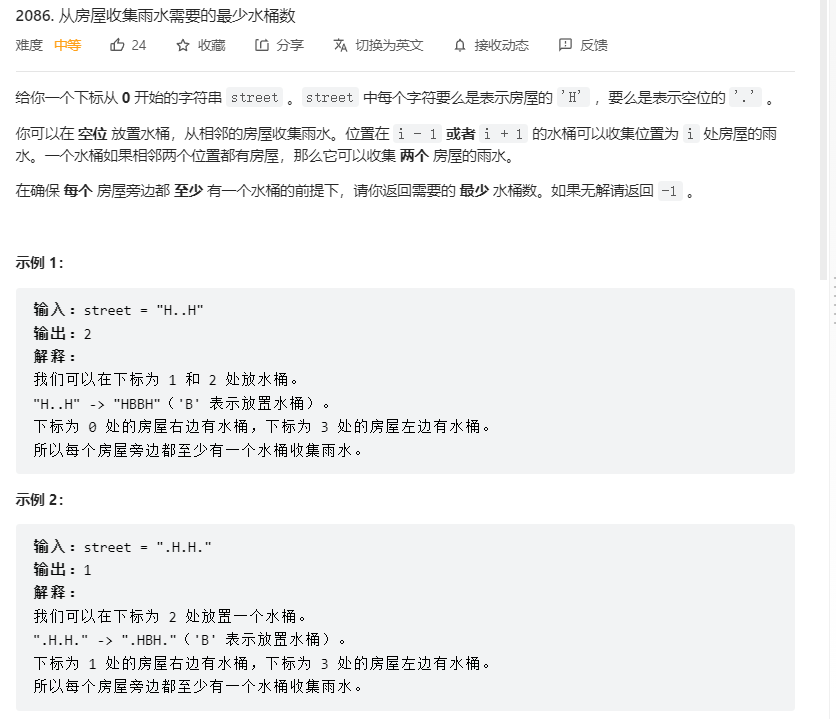 2086. 从房屋收集雨水需要的最少水桶数
难度 中等 24 收藏 分享 切换为英文 接收动态 反馈
给你一个下标从 0 开始的字符串 street 。street 中每个字符要么是表示房屋的 'H' ，要么是表示空位的 '.' 。
你可以在 空位 放置水桶，从相邻的房屋收集雨水。位置在 i - 1 或者 i + 1 的水桶可以收集位置为 i 处房屋的雨
水。一个水桶如果相邻两个位置都有房屋，那么它可以收集 两个 房屋的雨水。
在确保 每个 房屋旁边都 至少 有一个水桶的前提下，请你返回需要的 最少 水桶数。如果无解请返回 -1 。
示例 1：
输入：street = "H..H"
输出：2
解释：
我们可以在下标为 1 和 2 处放水桶。
"H..H" -> "HBBH"（'B' 表示放置水桶）。
下标为 0 处的房屋右边有水桶，下标为 3 处的房屋左边有水桶。
所以每个房屋旁边都至少有一个水桶收集雨水。
示例 2：
输入：street = ".H.H."
输出：1
解释：
我们可以在下标为 2 处放置一个水桶。
".H.H." -> ".HBH."（'B' 表示放置水桶）。
下标为 1 处的房屋右边有水桶，下标为 3 处的房屋左边有水桶。
所以每个房屋旁边都至少有一个水桶收集雨水。